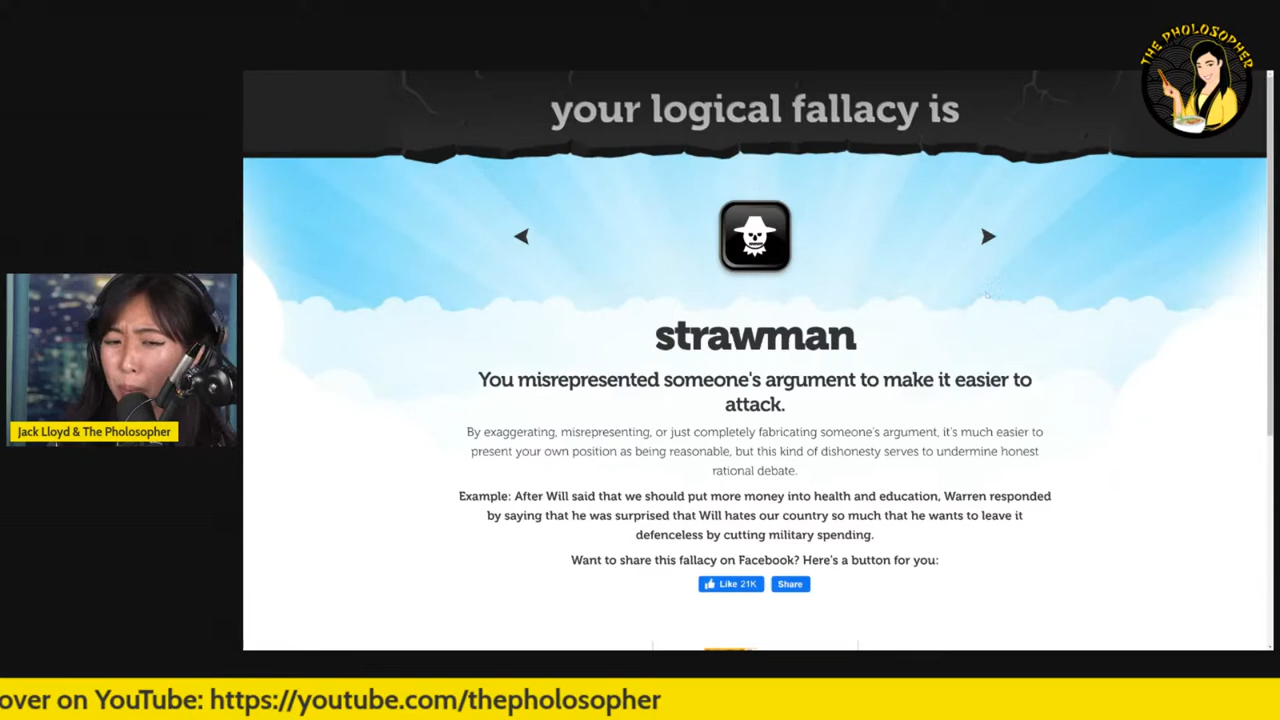 THE PHOLOSOPHER
your logical fallacy is
strawman
You misrepresented someone's argument to make it easier to
attack.
By exaggerating, misrepresenting, or just completely fabricating someone's argument, it's much easier to
present your own position as being reasonable, but this kind of dishonesty serves to undermine honest
rational debate.
Example: After Will said that we should put more money into health and education, Warren responded
by saying that he was surprised that Will hates our country so much that he wants to leave it
defenceless by cutting military spending.
Want to share this fallacy on Facebook? Here's a button for you:
Like 21K Share
Jack Lloyd & The Pholosopher
over on YouTube: https://youtube.com/thepholosopher